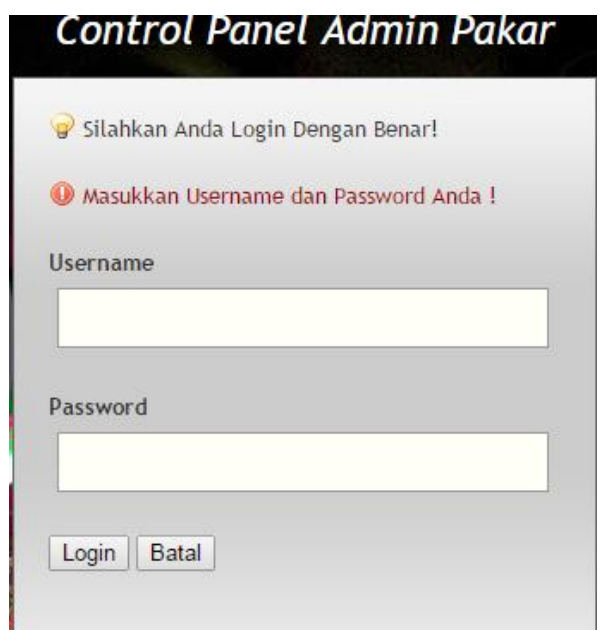 Control Panel Admin Pakar
Silahkan Anda Login Dengan Benar!
Masukkan Username dan Password Anda !
Username
Password
Login Batal